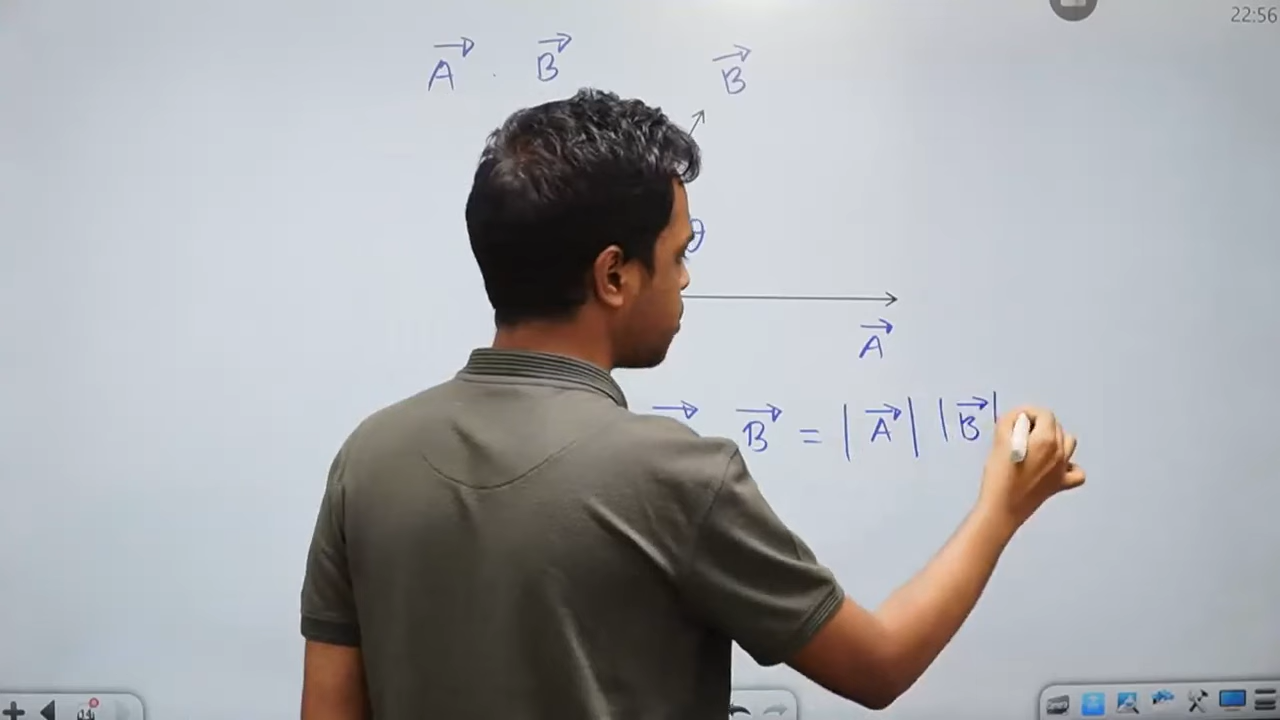 22:56
A⃗ . B⃗
B⃗
θ
A⃗
B⃗ = |A⃗| |B⃗|